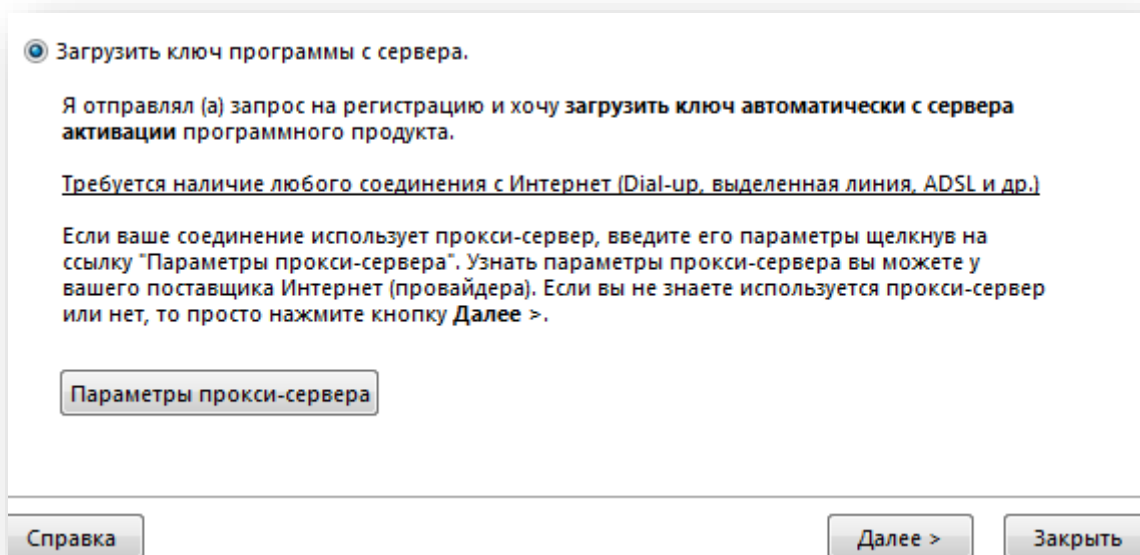 Загрузить ключ программы с сервера.
Я отправлял (а) запрос на регистрацию и хочу загрузить ключ автоматически с сервера
активации программного продукта.
Требуется наличие любого соединения с Интернет (Dial-up, выделенная линия, ADSL и др.)
Если ваше соединение использует прокси-сервер, введите его параметры щелкнув на
ссылку "Параметры прокси-сервера". Узнать параметры прокси-сервера вы можете у
вашего поставщика Интернет (провайдера). Если вы не знаете используется прокси-сервер
или нет, то просто нажмите кнопку Далее >.
Параметры прокси-сервера
Справка
Далее >
Закрыть